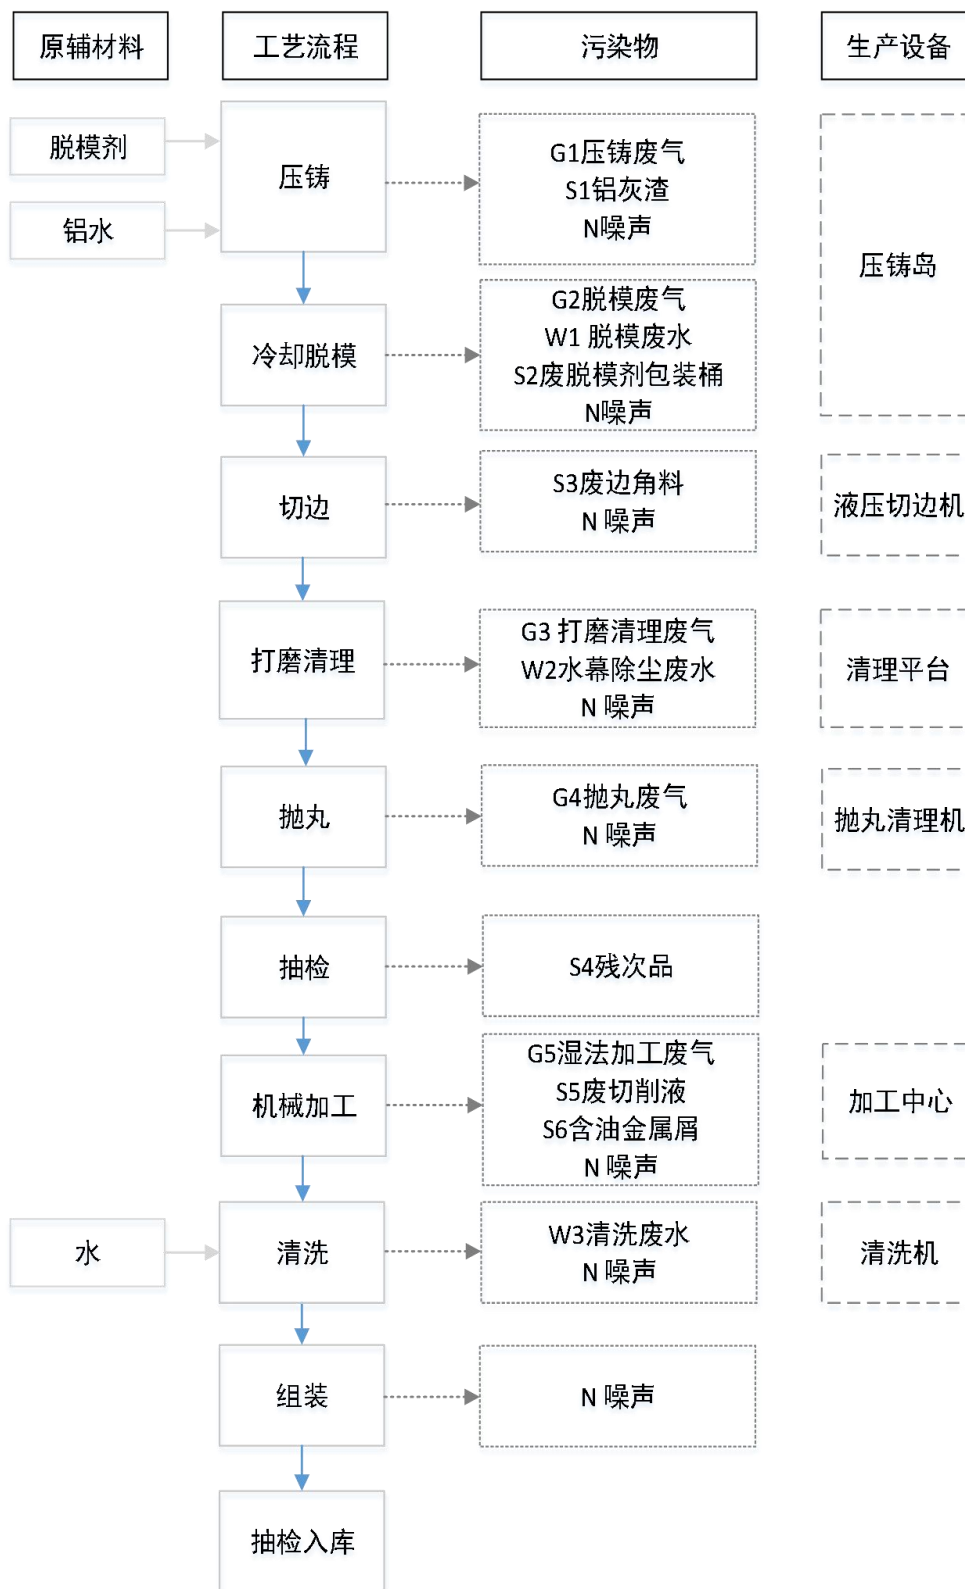 原辅材料
工艺流程
污染物
生产设备
脱模剂
铝水
压铸
G1压铸废气
S1铝灰渣
N噪声
压铸岛
冷却脱模
G2脱模废气
W1 脱模废水
S2废脱模剂包装桶
N噪声
切边
S3废边角料
N 噪声
液压切边机
打磨清理
G3 打磨清理废气
W2水幕除尘废水
N 噪声
清理平台
抛丸
G4抛丸废气
N 噪声
抛丸清理机
抽检
S4残次品
机械加工
G5湿法加工废气
S5废切削液
S6含油金属屑
N 噪声
加工中心
水
清洗
W3清洗废水
N 噪声
清洗机
组装
N 噪声
抽检入库